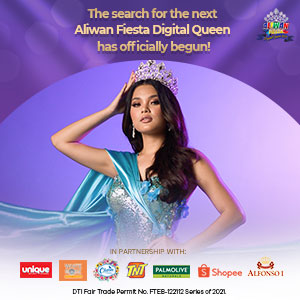 The search for the next
Aliwan Fiesta Digital Queen
has officially begun!
ALIWAN
IN PARTNERSHIP WITH:
unique
TNT
PALMOLIVE
Shopee
ALFONSO I
DTI Fair Trade Permit No. FTEB-122112 Series of 2021.